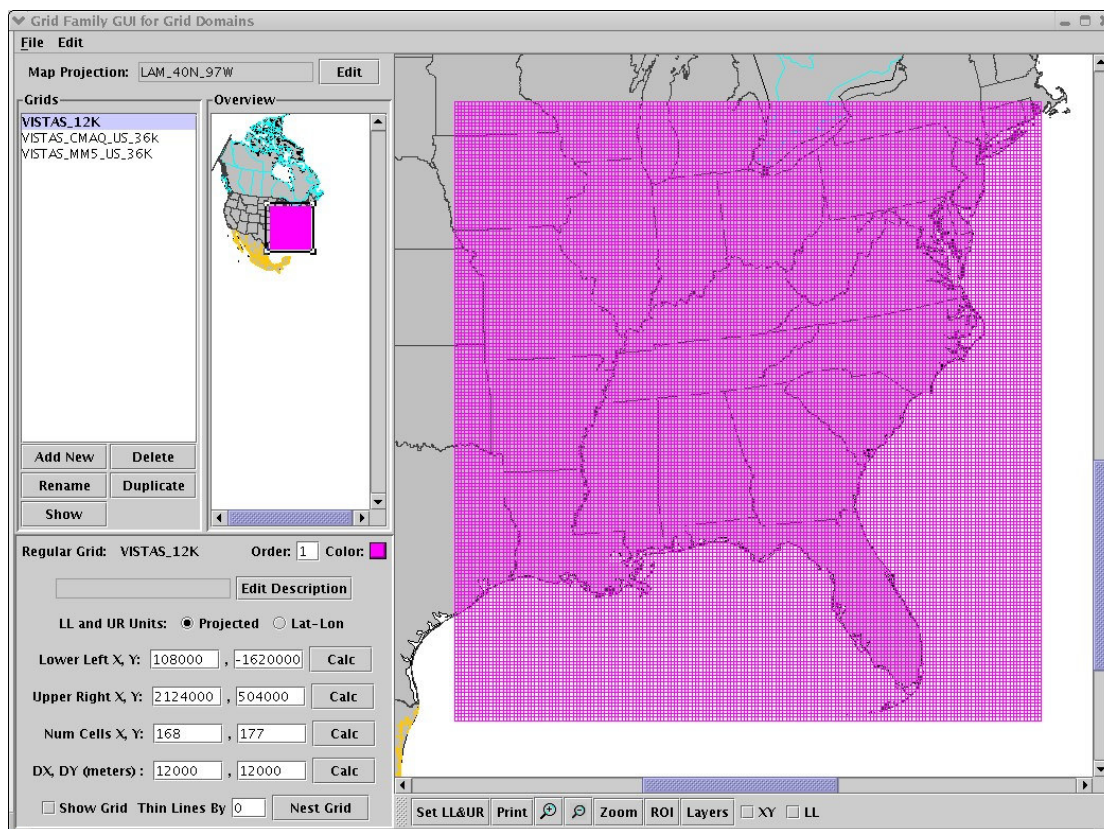 Grid Family GUI for Grid Domains
File Edit
Map Projection: LAM_40N_97W Edit
Grids
VISTAS_12K
VISTAS_CMAQ_US_36K
VISTAS_MM5_US_36K
Add New Delete
Rename Duplicate
Show
Overview
Regular Grid: VISTAS_12K Order: 1 Color:
Edit Description
LL and UR Units: Projected Lat-Lon
Lower Left X, Y: 108000 , -1620000 Calc
Upper Right X, Y: 2124000 , 504000 Calc
Num Cells X, Y: 168 , 177 Calc
DX, DY (meters) : 12000 , 12000 Calc
Show Grid Thin Lines By 0 Nest Grid
Set LL&UR Print Zoom ROI Layers XY LL